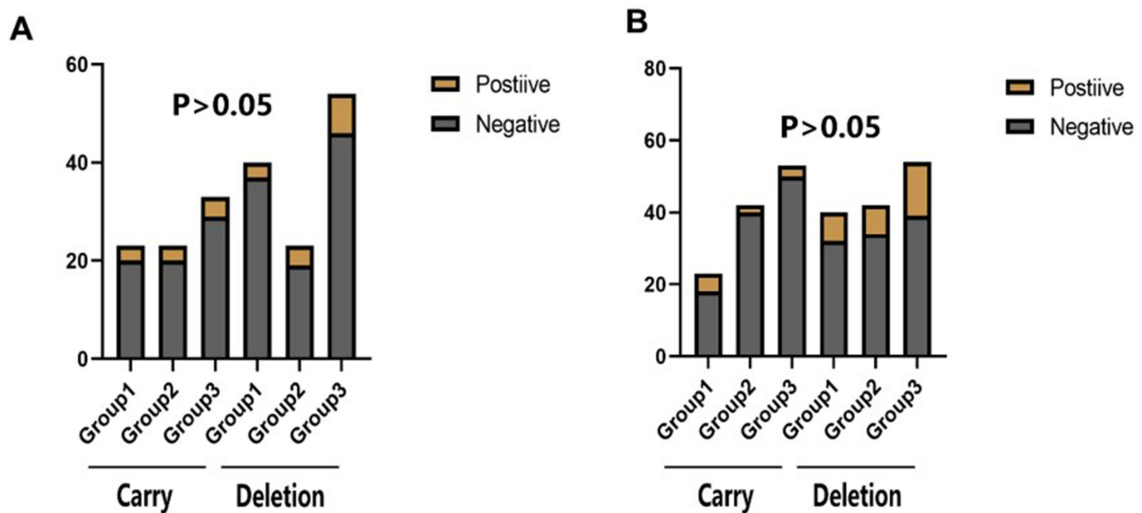 A
60
40
20
0
P>0.05
Postiive
Negative
Group1
Group2
Group3
Group1
Group2
Group3
Carry
Deletion
B
80
60
40
20
0
P>0.05
Postiive
Negative
Group1
Group2
Group3
Group1
Group2
Group3
Carry
Deletion